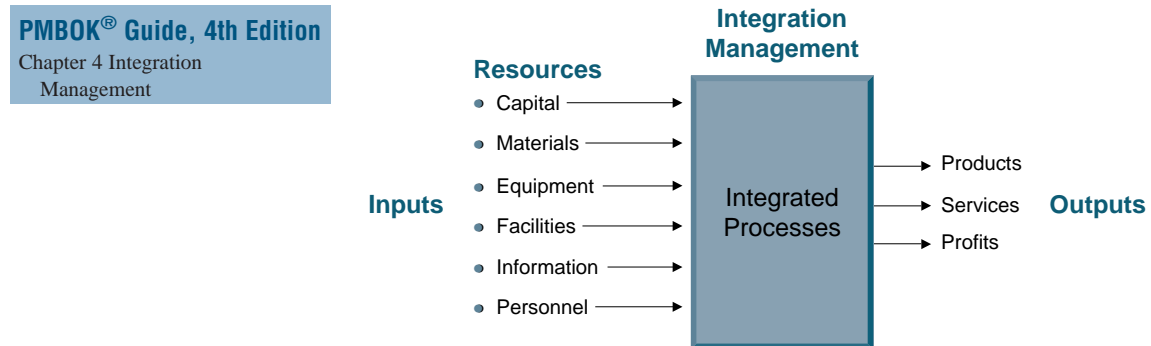 PMBOK® Guide, 4th Edition
Chapter 4 Integration
Management
Integration
Management
Resources
Capital
Materials
Equipment
Facilities
Information
Personnel
Inputs
Integrated
Processes
Products
Services
Profits
Outputs